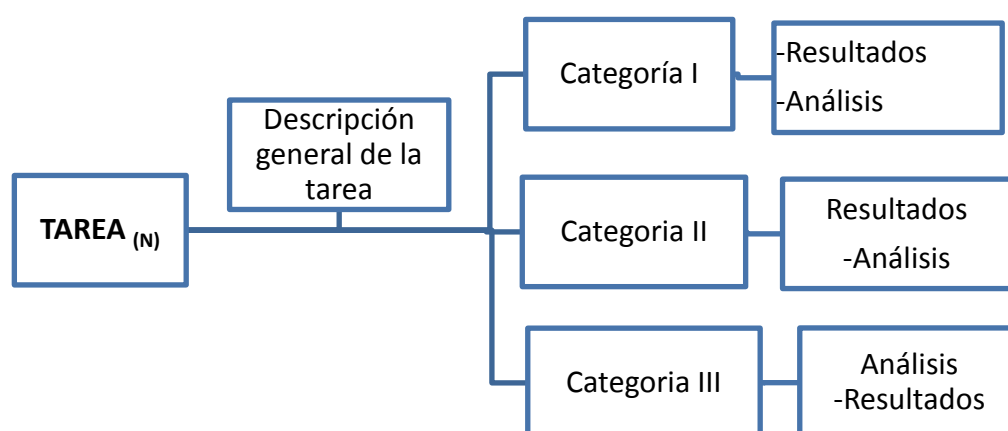 TAREA (N)
Descripción
general de la
tarea
Categoría I
-Resultados
-Análisis
Categoria II
Resultados
-Análisis
Categoria III
Análisis
-Resultados